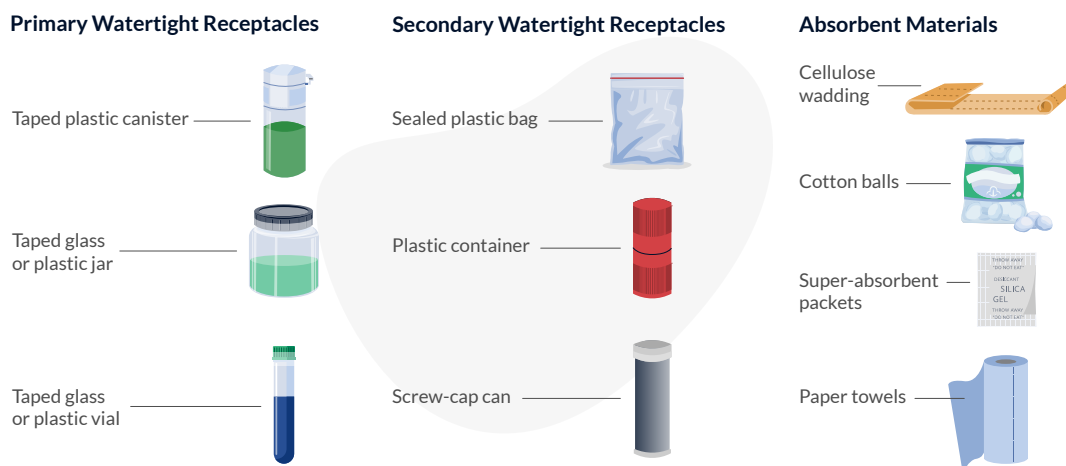 Primary Watertight Receptacles
Taped plastic canister
Taped glass
or plastic jar
Taped glass
or plastic vial
Secondary Watertight Receptacles
Sealed plastic bag
Plastic container
Screw-cap can
Absorbent Materials
Cellulose
wadding
Cotton balls
Super-absorbent
packets
THROW AWAY
"DO NOT EAT"
DESICCANT
SILICA
GEL
THROW AWAY
"DO NOT EAT"
Paper towels